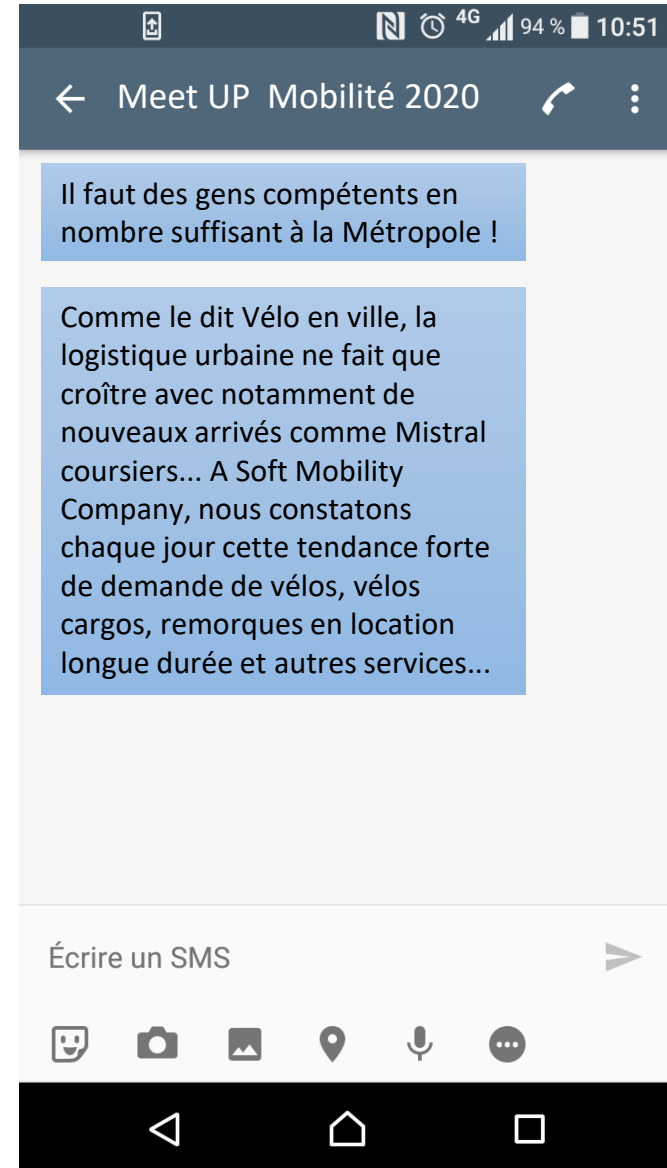 4G 94 % 10:51
Meet UP Mobilité 2020
Il faut des gens compétents en
nombre suffisant à la Métropole !
Comme le dit Vélo en ville, la
logistique urbaine ne fait que
croître avec notamment de
nouveaux arrivés comme Mistral
coursiers... A Soft Mobility
Company, nous constatons
chaque jour cette tendance forte
de demande de vélos, vélos
cargos, remorques en location
longue durée et autres services...
Écrire un SMS